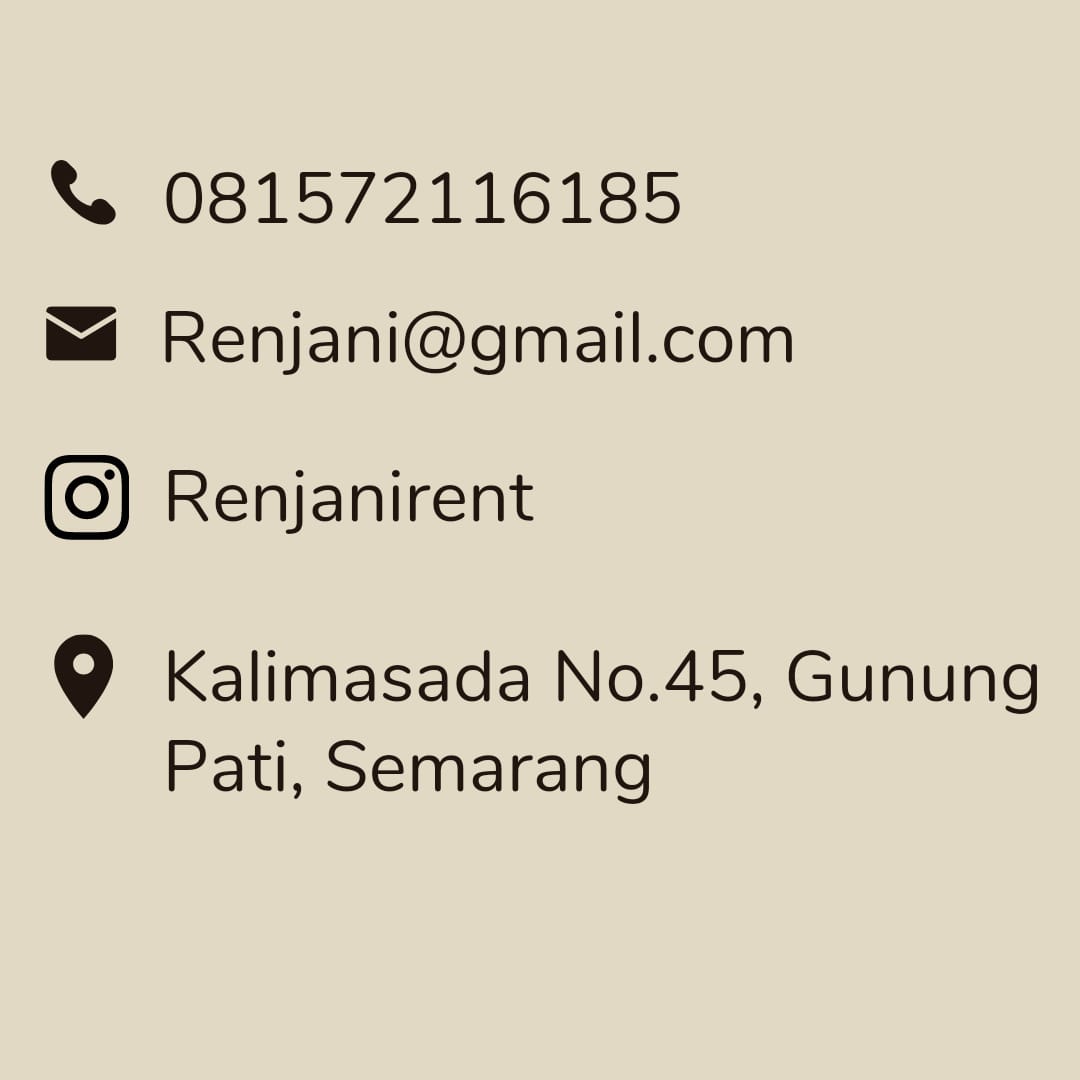 081572116185
Renjani@gmail.com
Renjanirent
Kalimasada No.45, Gunung
Pati, Semarang